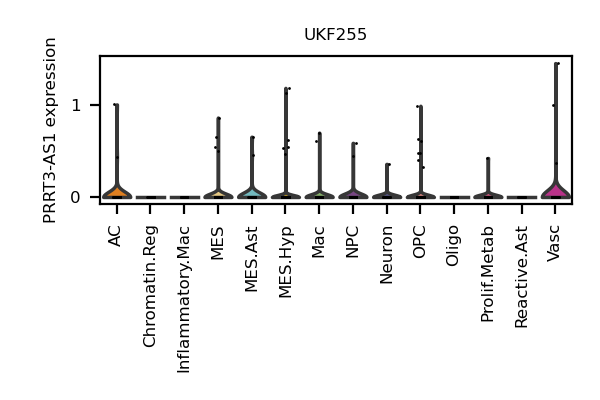 UKF255
PRRT3-AS1 expression
1
0
AC
Chromatin.Reg
Inflammatory.Mac
MES
MES.Ast
MES.Hyp
Mac
NPC
Neuron
OPC
Oligo
Prolif.Metab
Reactive.Ast
Vasc